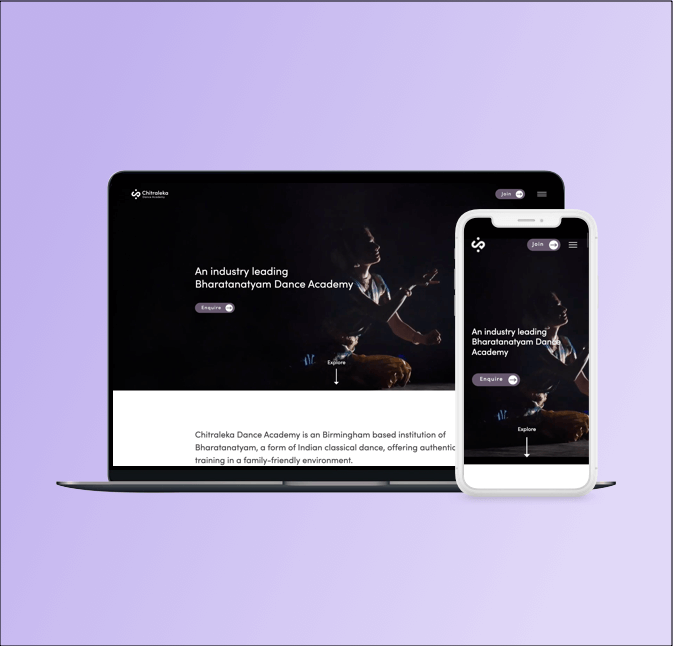 Chitraleka
Dance Academy
Join
An industry leading
Bharatanatyam Dance Academy
Enquire
Explore
Chitraleka Dance Academy is an Birmingham based institution of
Bharatanatyam, a form of Indian classical dance, offering authentic
training in a family-friendly environment.
Join
An industry leading
Bharatanatyam Dance
Academy
Enquire
Explore